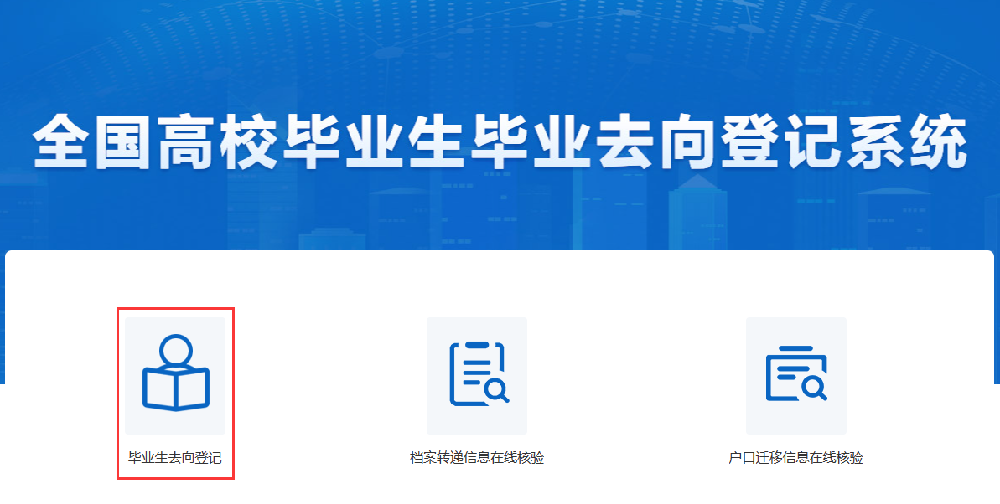 全国高校毕业生毕业去向登记系统
毕业生去向登记
档案转递信息在线核验
户口迁移信息在线核验